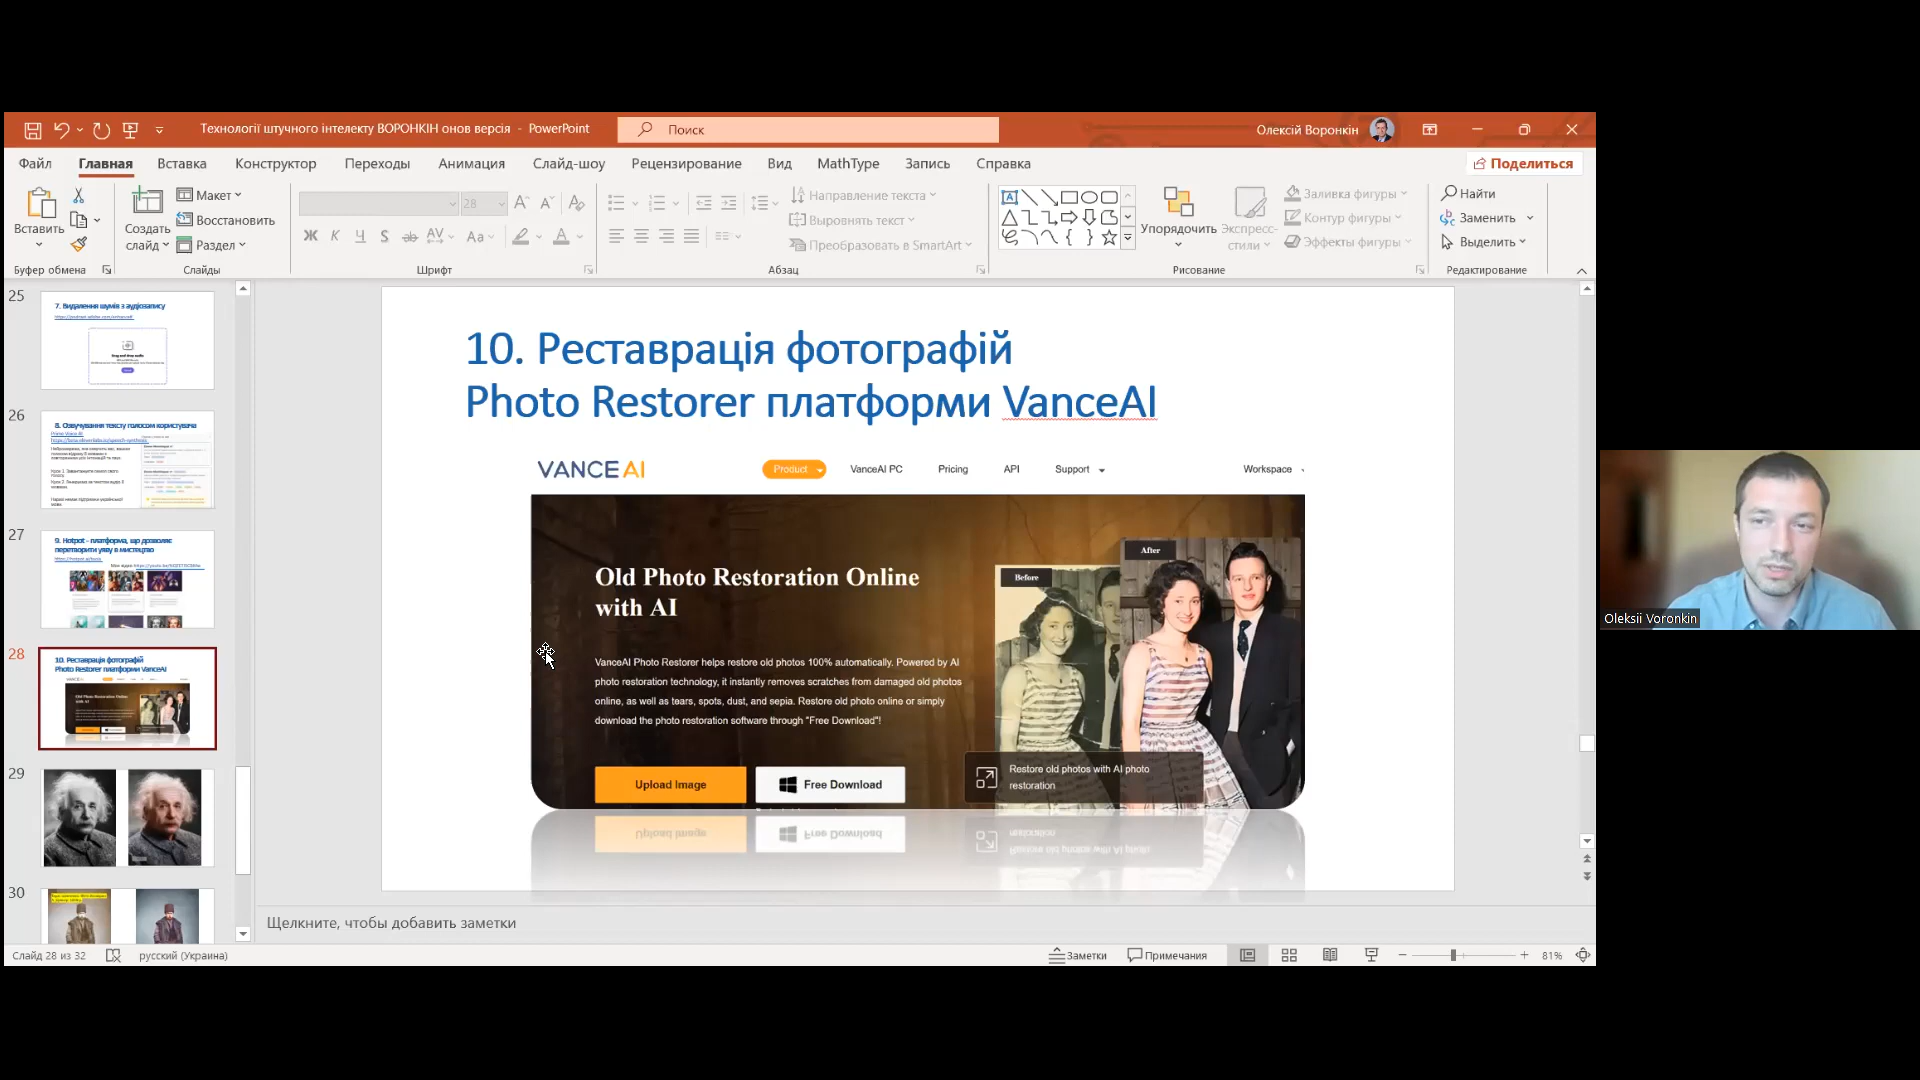 Технології штучного інтелекту ВОРОНКІН онов версія - PowerPoint
Поиск
Олексій Воронкін
Файл Главная Вставка Конструктор Переходы Анимация Слайд-шоу Рецензирование Вид MathType Запись Справка
Поделиться
Вставить
Буфер обмена
Создать слайд
Макет
Восстановить
Раздел
Слайды
28
Ж К Ч S ab AV Aa
Шрифт
Направление текста
Выровнять текст
Преобразовать в SmartArt
Абзац
Упорядочить
Экспресс-стили
Заливка фигуры
Контур фигуры
Эффекты фигуры
Рисование
Найти
Заменить
Выделить
Редактирование
25
7. Видалення шумів з аудіозапису
26
8. Озвучування тексту голосом користувача
27
9. Hotpot - платформа, що дозволяє
перетворити уяву в мистецтво
28
10. Реставрація фотографій
Photo Restorer платформи VanceAI
29
30
10. Реставрація фотографій
Photo Restorer платформи VanceAI
VANCE AI
Product VanceAI PC Pricing API Support Workspace
Old Photo Restoration Online
with AI
VanceAI Photo Restorer helps restore old photos 100% automatically. Powered by AI
photo restoration technology, it instantly removes scratches from damaged old photos
online, as well as tears, spots, dust, and sepia. Restore old photo online or simply
download the photo restoration software through "Free Download"!
Upload Image
Free Download
Before
After
Restore old photos with AI photo
restoration
Щелкните, чтобы добавить заметки
Слайд 28 из 32
русский (Украина)
Заметки
Примечания
81%
Oleksii Voronkin